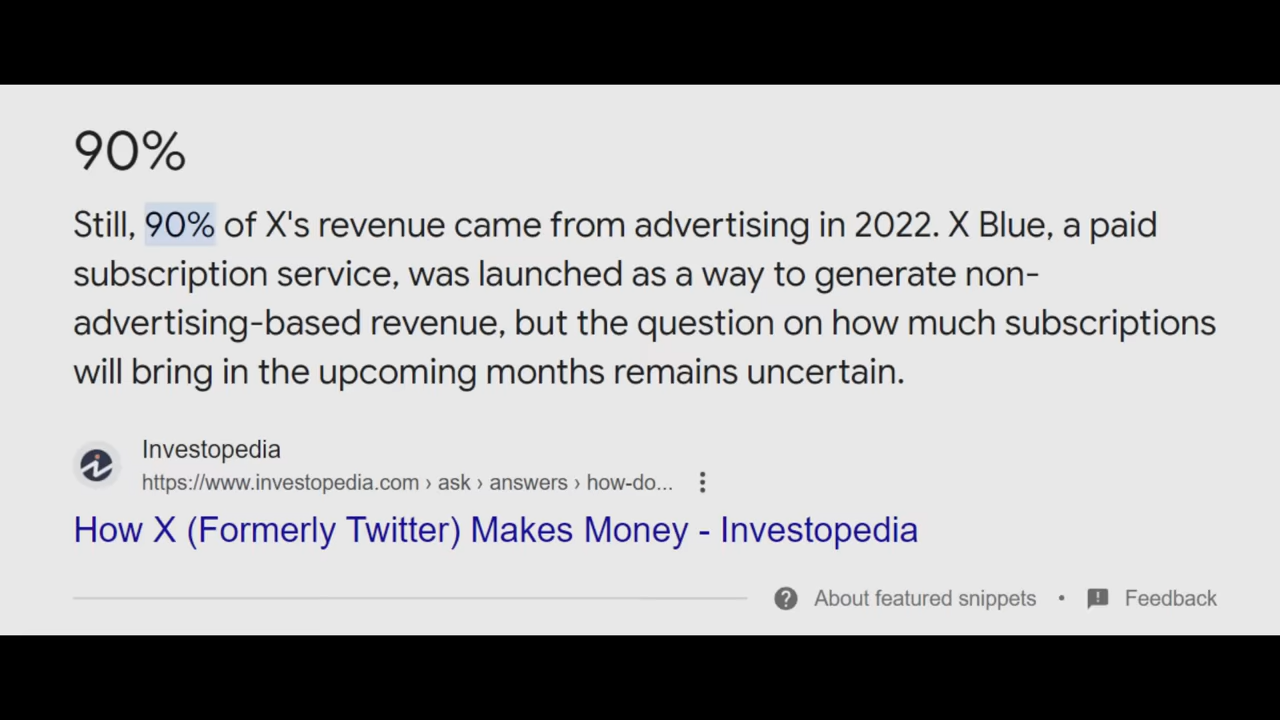 90%
Still, 90% of X's revenue came from advertising in 2022. X Blue, a paid
subscription service, was launched as a way to generate non-
advertising-based revenue, but the question on how much subscriptions
will bring in the upcoming months remains uncertain.
Investopedia
https://www.investopedia.com › ask › answers › how-do...
How X (Formerly Twitter) Makes Money - Investopedia
About featured snippets • Feedback